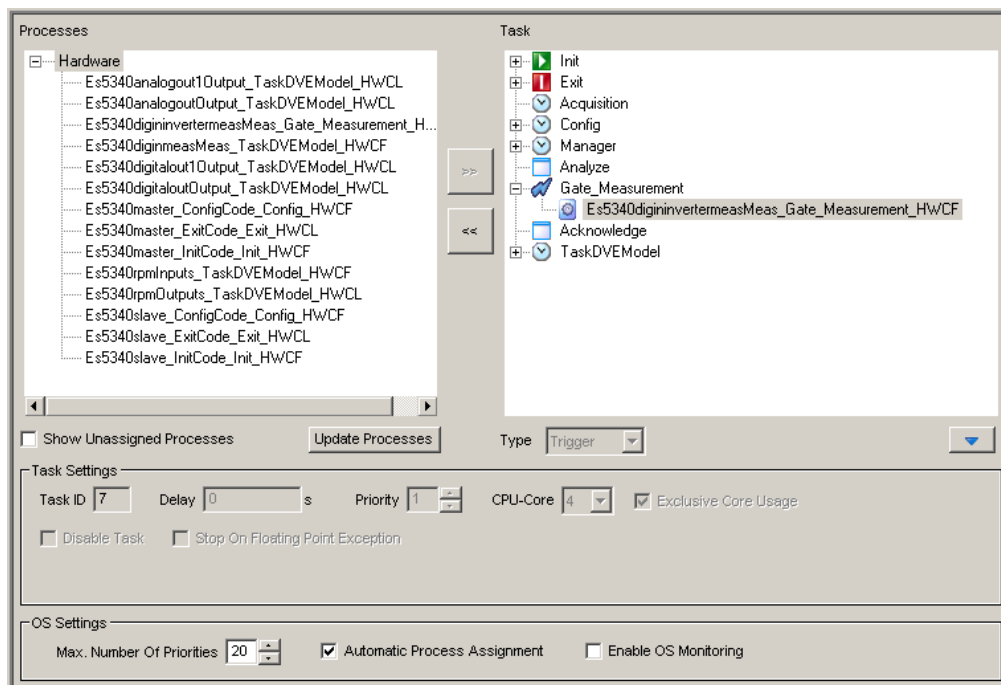 Processes
Hardware
Es5340analogout1Output_TaskDVEModel_HWCL
Es5340analogoutOutput_TaskDVEModel_HWCL
Es5340digininvertermeasMeas_Gate_Measurement_H...
Es5340diginmeasMeas_TaskDVEModel_HWCF
Es5340digitalout1Output_TaskDVEModel_HWCL
Es5340digitaloutOutput_TaskDVEModel_HWCL
Es5340master_ConfigCode_Config_HWCF
Es5340master_ExitCode_Exit_HWCL
Es5340master_InitCode_Init_HWCF
Es5340rpmInputs_TaskDVEModel_HWCF
Es5340rpmOutputs_TaskDVEModel_HWCL
Es5340slave_ConfigCode_Config_HWCF
Es5340slave_ExitCode_Exit_HWCL
Es5340slave_InitCode_Init_HWCF
Show Unassigned Processes Update Processes
>>
<<
Task
Init
Exit
Acquisition
Config
Manager
Analyze
Gate_Measurement
Es5340digininvertermeasMeas_Gate_Measurement_HWCF
Acknowledge
TaskDVEModel
Type Trigger
Task Settings
Task ID 7 Delay 0 s Priority 1 CPU-Core 4 Exclusive Core Usage
Disable Task Stop On Floating Point Exception
OS Settings
Max. Number Of Priorities 20 Automatic Process Assignment Enable OS Monitoring